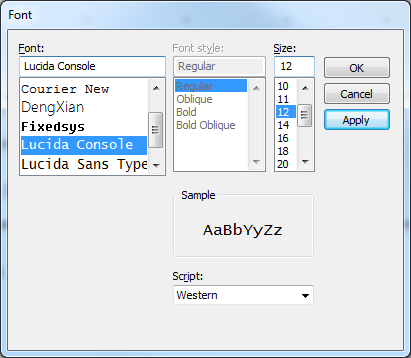 Font
Font:
Lucida Console
Courier New
DengXian
Fixedsys
Lucida Console
Lucida Sans Type
Font style:
Regular
Regular
Oblique
Bold
Bold Oblique
Size:
12
10
11
12
14
16
18
20
OK
Cancel
Apply
Sample
AaBbYyZz
Script:
Western